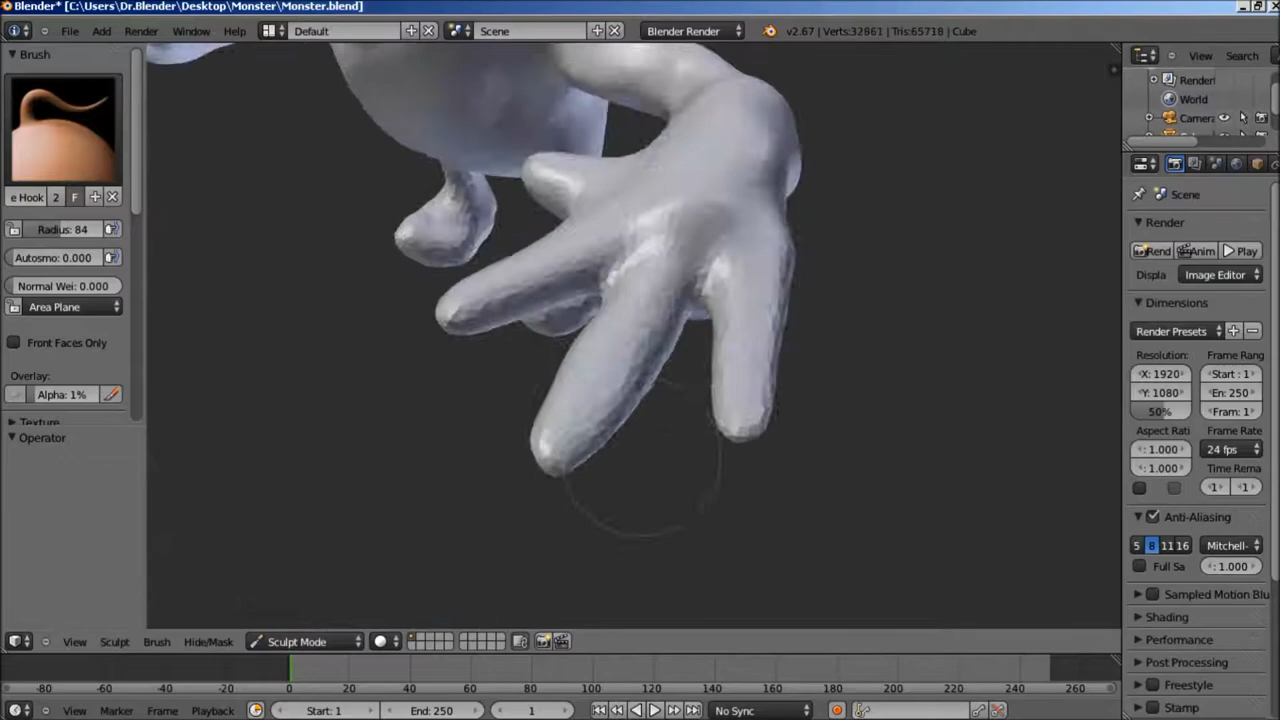 Blender* [C:\Users\Dr.Blender\Desktop\Monster\Monster.blend]
File Add Render Window Help Default Scene Blender Render v2.67 | Verts:32861 | Tris:65718 | Cube
Brush
View Search
Renderl
World
Camera
e Hook 2 F
Scene
Radius: 84
Render
Autosmo: 0.000
Rend Anim Play
Normal Wei: 0.000
Displa Image Editor
Area Plane
Dimensions
Front Faces Only
Render Presets
Overlay:
Resolution: Frame Rang
Alpha: 1%
X: 1920 Start: 1
Y: 1080 En: 250
50% Fram: 1
Texture
Operator
Aspect Rati Frame Rate
: 1.000 24 fps
: 1.000 Time Rema
1 1
Anti-Aliasing
5 8 11 16 Mitchell-
Full Sa : 1.000
Sampled Motion Blu
Shading
View Sculpt Brush Hide/Mask Sculpt Mode
Performance
Post Processing
Freestyle
Stamp
-80 -60 -40 -20 0 20 40 60 80 100 120 140 160 180 200 220 240 260
View Marker Frame Playback Start: 1 End: 250 1 No Sync